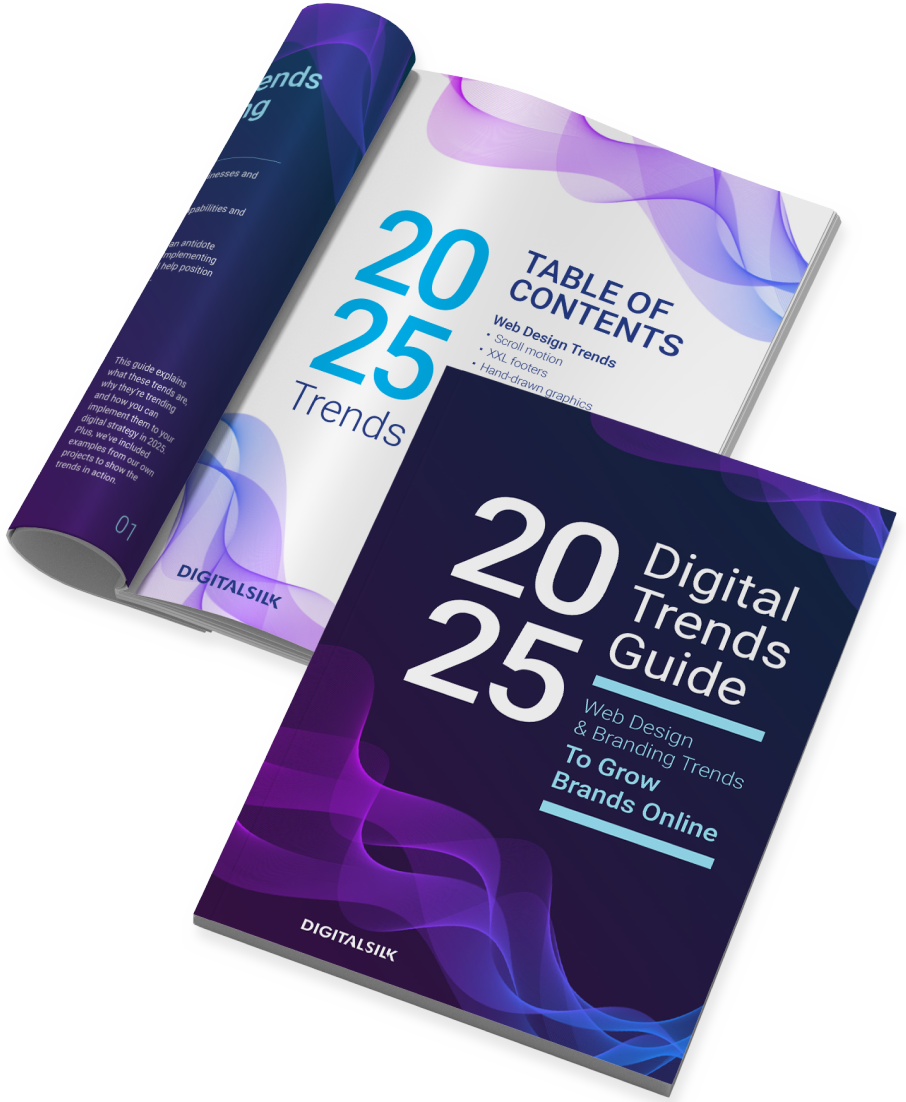 ends
ng
nesses and
pabilities and
an antidote
mplementing
l help position
This guide explains
what these trends are,
why they're trending
and how you can
implement them to your
digital strategy in 2025.
Plus, we've included
examples from our own
projects to show the
trends in action.
01
20
25
Trends
TABLE OF
CONTENTS
Web Design Trends
• Scroll motion
• XXL footers
• Hand-drawn graphics
DIGITALSILK
20
25
Digital
Trends
Guide
Web Design
& Branding Trends
To Grow
Brands Online
DIGITALSILK